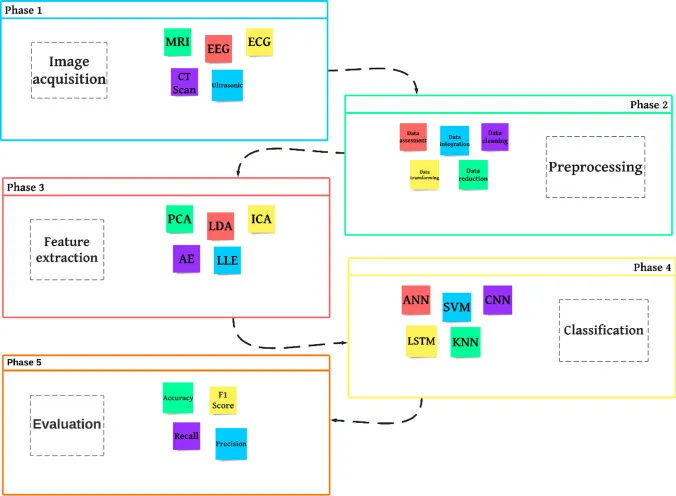 Phase 1
Image
acquisition
MRI
EEG
ECG
CT
Scan
Ultrasonic
Phase 2
Data
assesment
Data
integration
Data
cleaning
Data
transforming
Data
reduction
Preprocessing
Phase 3
Feature
extraction
PCA
LDA
ICA
AE
LLE
Phase 4
ANN
SVM
CNN
LSTM
KNN
Classification
Phase 5
Evaluation
Accuracy
F1
Score
Recall
Precision